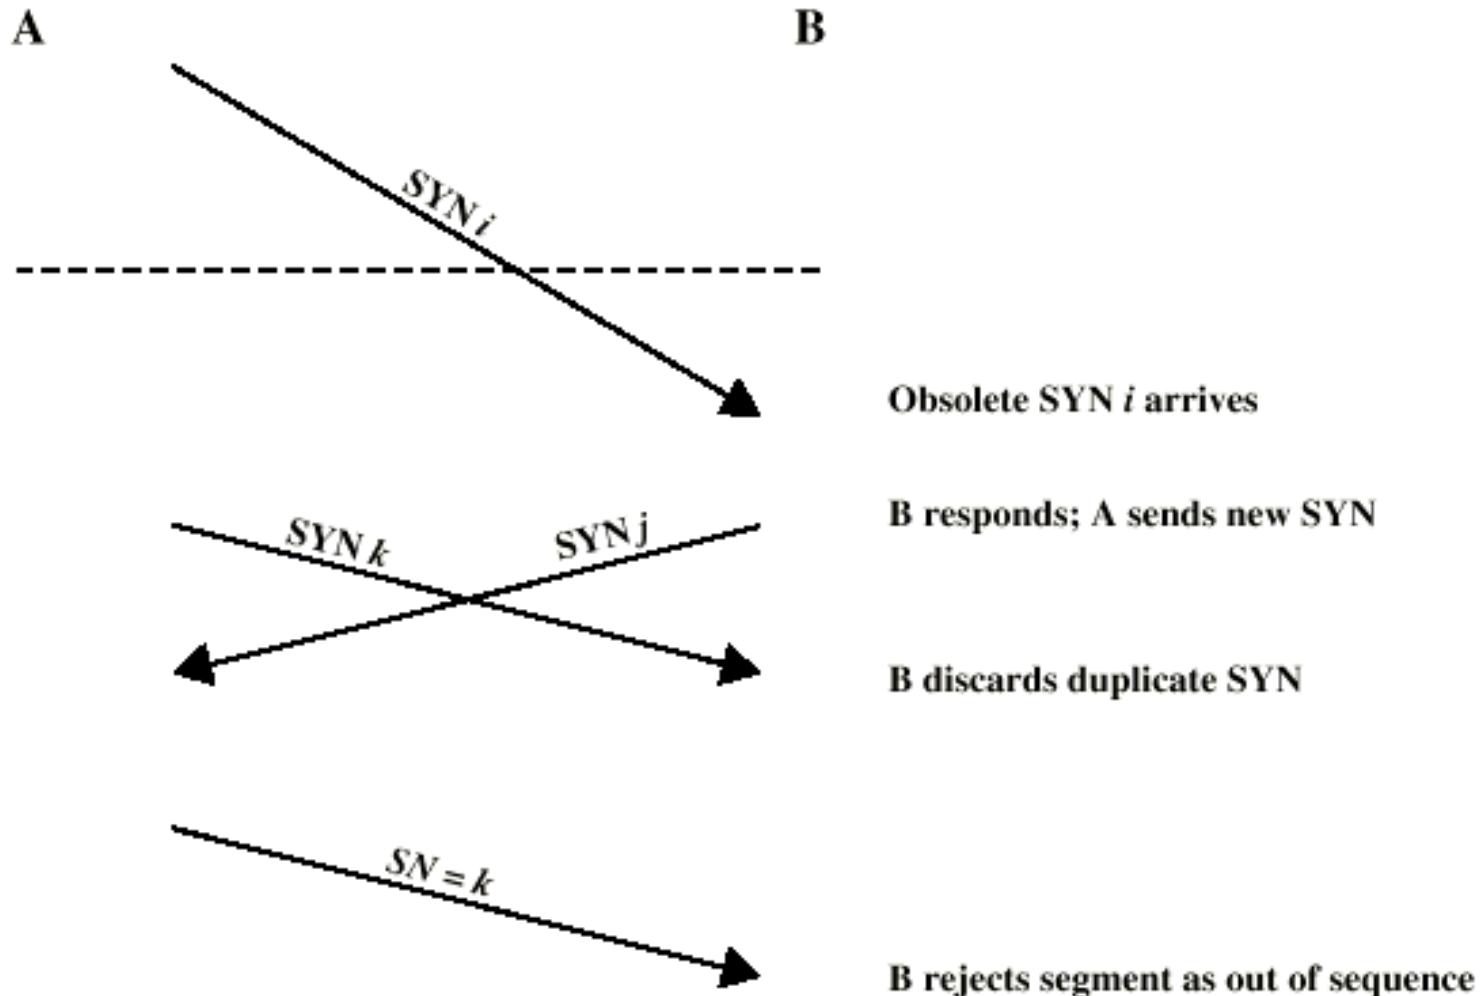 A
B
SYN i
Obsolete SYN i arrives
B responds; A sends new SYN
SYN k
SYN j
B discards duplicate SYN
SN = k
B rejects segment as out of sequence